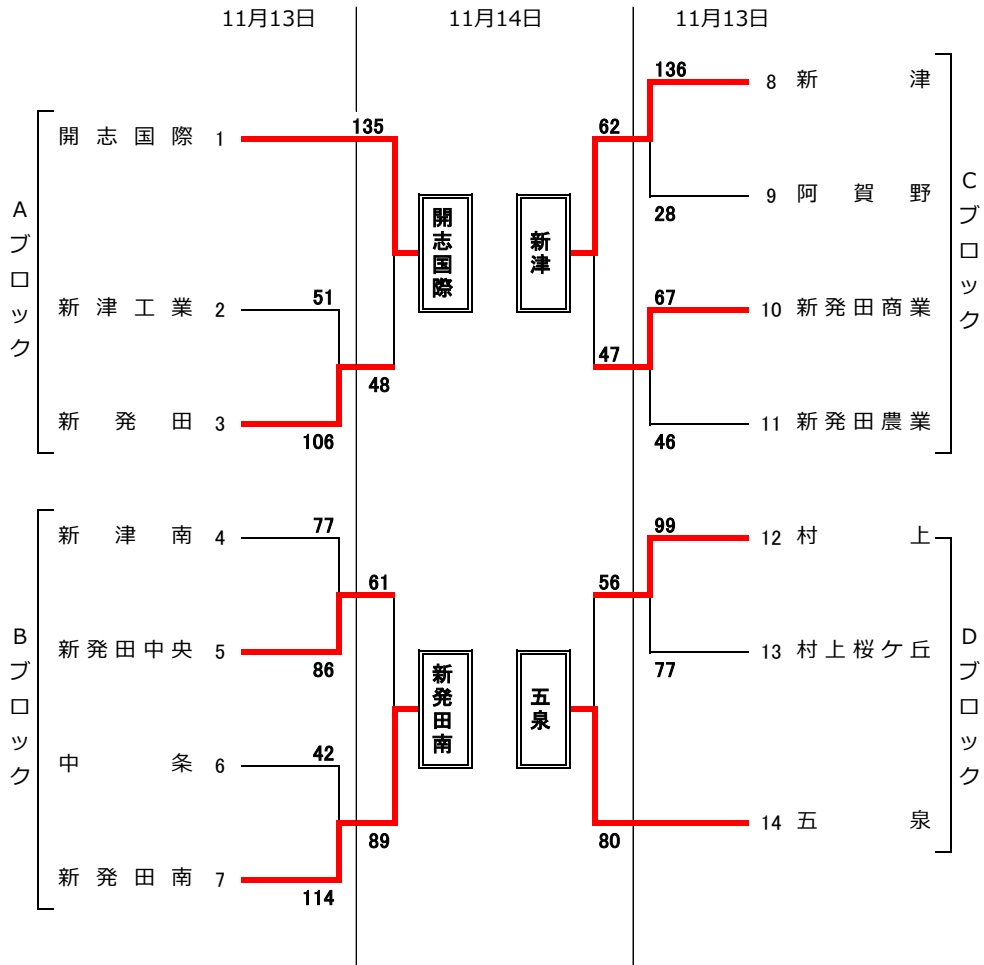 11月13日
11月14日
11月13日
Aブロック
開志国際 1
135
新津工業 2
51
48
新発田 3
106
開志国際
Bブロック
新津南 4
77
61
新発田中央 5
86
中条 6
42
89
新発田南 7
114
新発田南
新津
62
136
8 新津
9 阿賀野
28
67
10 新発田商業
47
11 新発田農業
46
Cブロック
五泉
99
12 村上
56
13 村上桜ケ丘
77
14 五泉
80
Dブロック